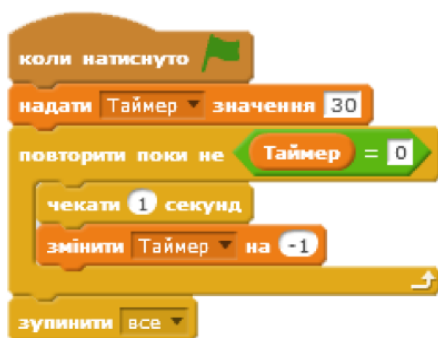 коли натиснуто
надати Таймер значення 30
повторити поки не Таймер = 0
чекати 1 секунд
змінити Таймер на -1
зупинити все